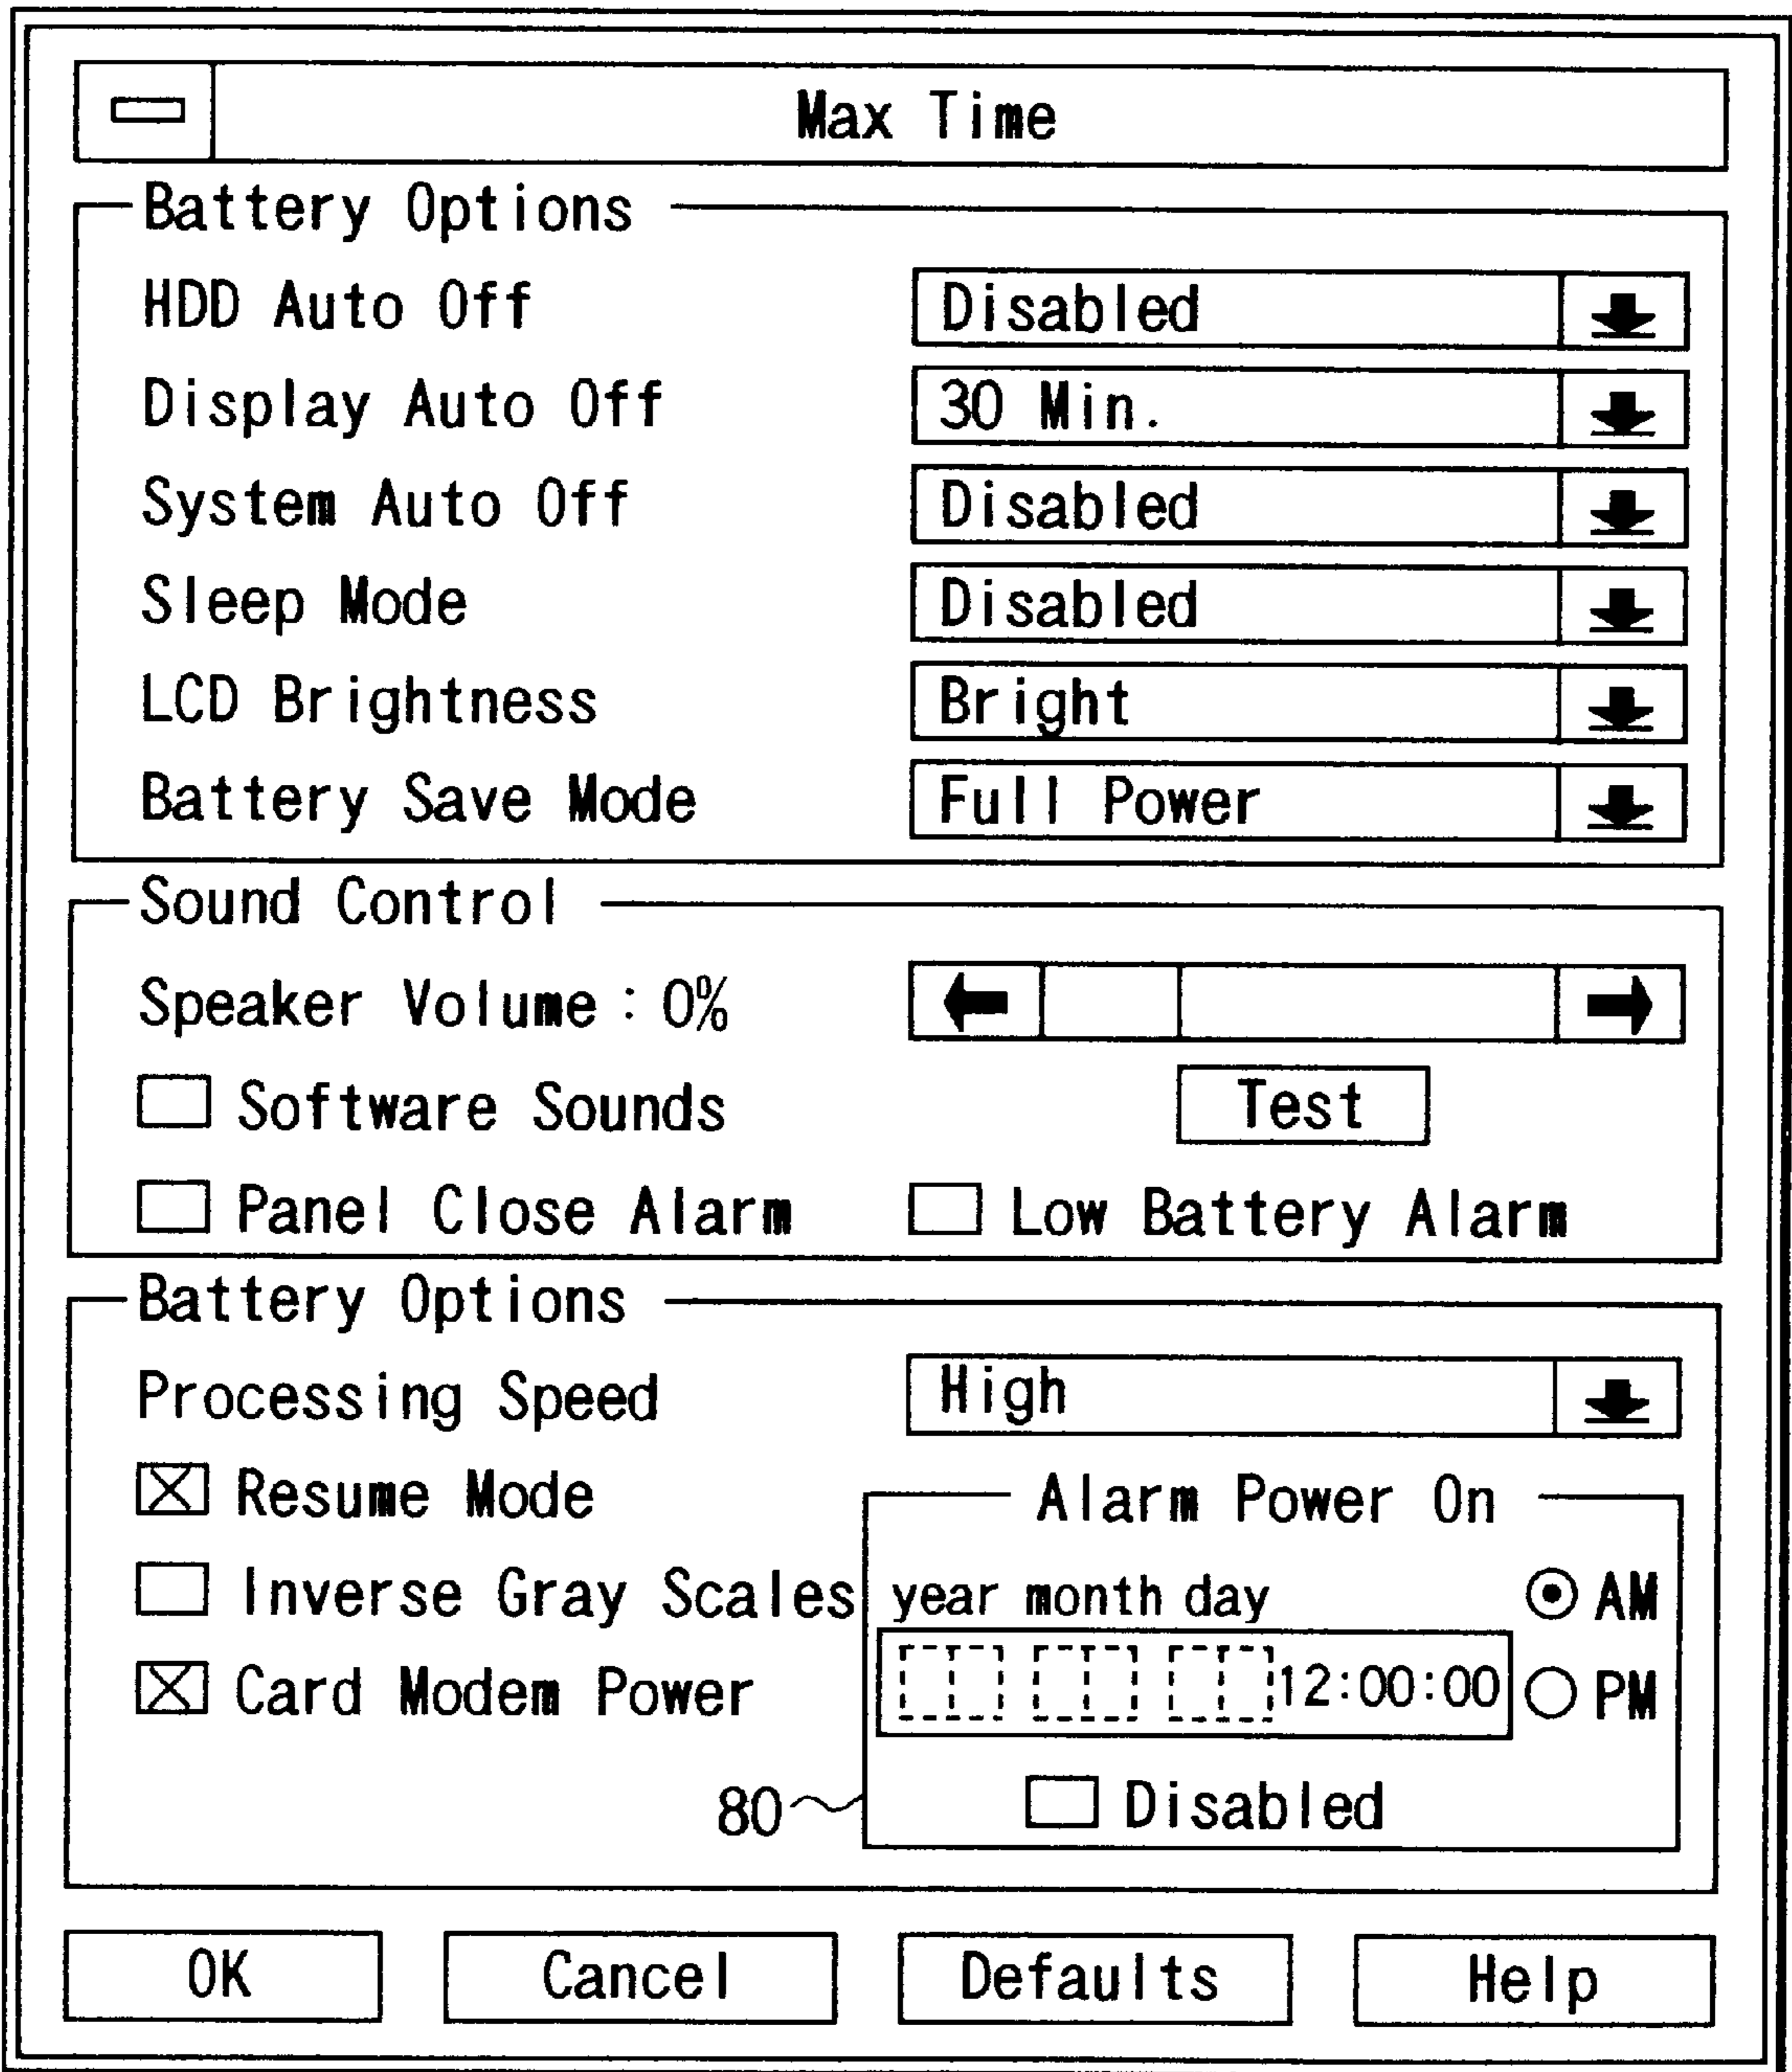 Max Time
Battery Options
HDD Auto Off Disabled
Display Auto Off 30 Min.
System Auto Off Disabled
Sleep Mode Disabled
LCD Brightness Bright
Battery Save Mode Full Power
Sound Control
Speaker Volume : 0%
Software Sounds Test
Panel Close Alarm Low Battery Alarm
Battery Options
Processing Speed High
Resume Mode Alarm Power On
Inverse Gray Scales year month day AM
Card Modem Power 12:00:00 PM
80 Disabled
OK Cancel Defaults Help